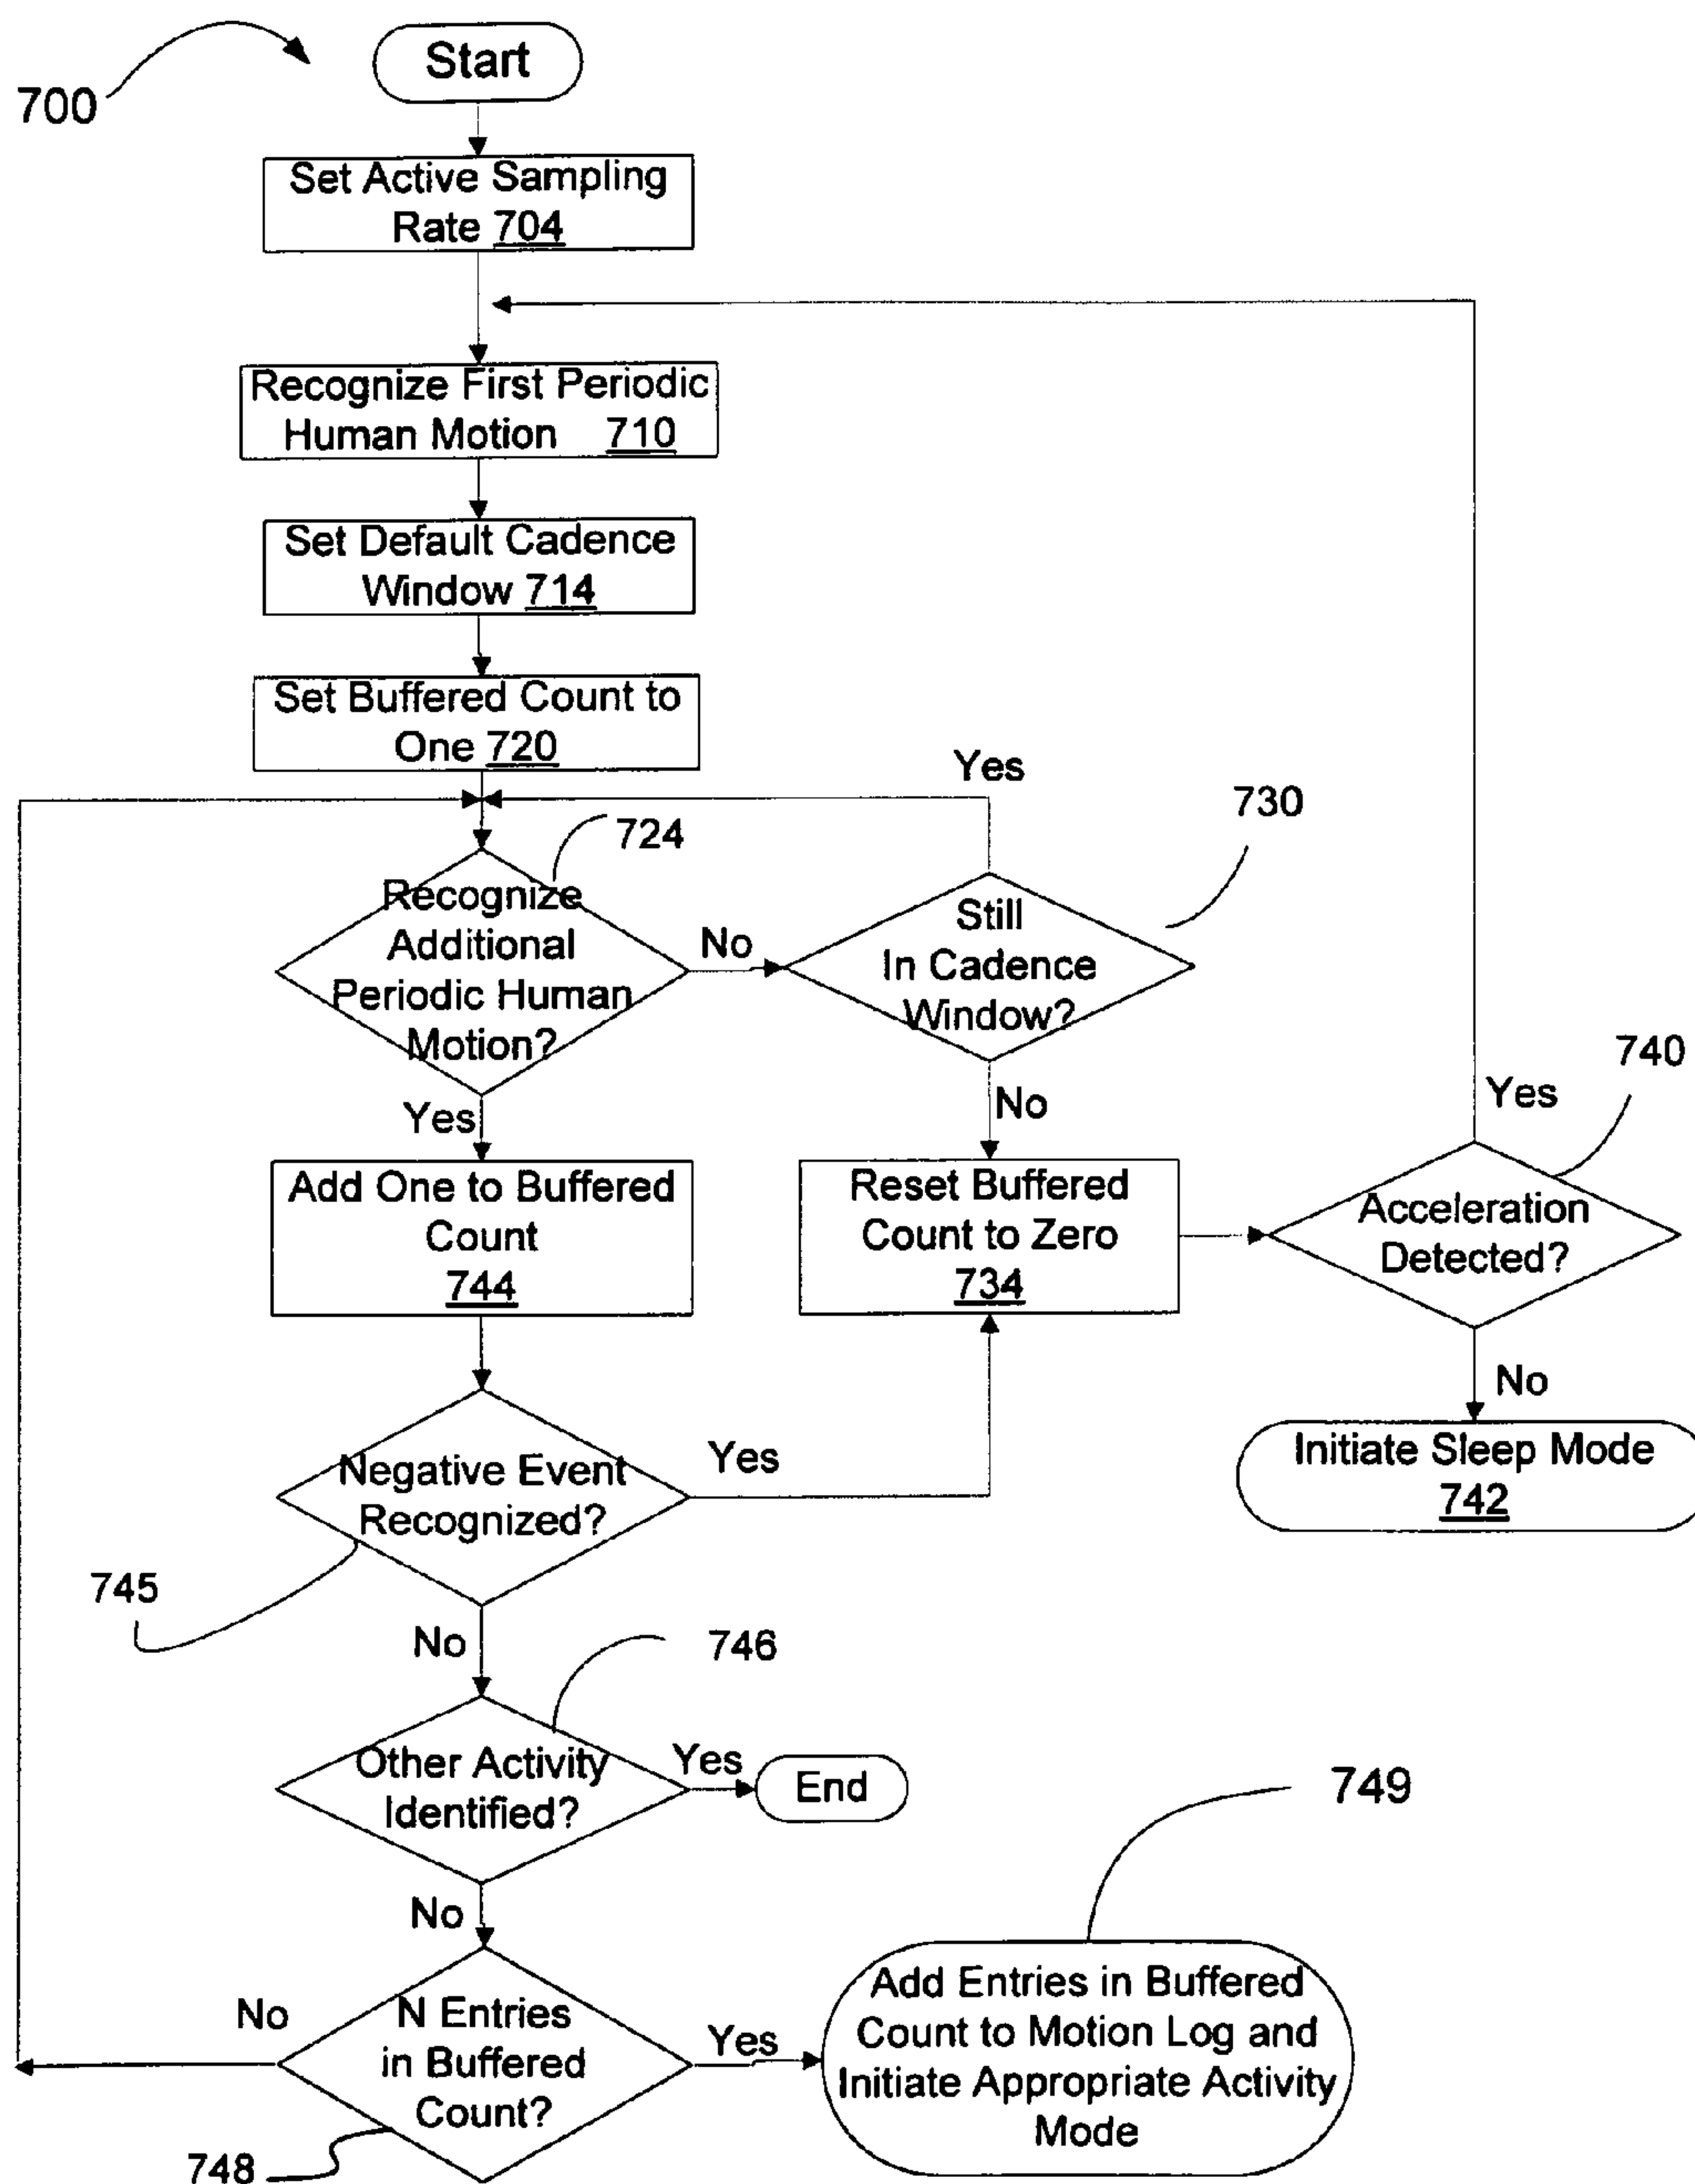 700
Start
Set Active Sampling
Rate 704
Recognize First Periodic
Human Motion 710
Set Default Cadence
Window 714
Set Buffered Count to
One 720
Yes
730
724
Recognize
Additional
Periodic Human
Motion?
No
Still
In Cadence
Window?
740
Yes
No
Yes
Add One to Buffered
Count
744
Reset Buffered
Count to Zero
734
Acceleration
Detected?
No
Initiate Sleep Mode
742
Negative Event
Recognized?
Yes
745
No
746
Other Activity
Identified?
Yes
End
749
No
N Entries
in Buffered
Count?
No
Yes
Add Entries in Buffered
Count to Motion Log and
Initiate Appropriate Activity
Mode
748